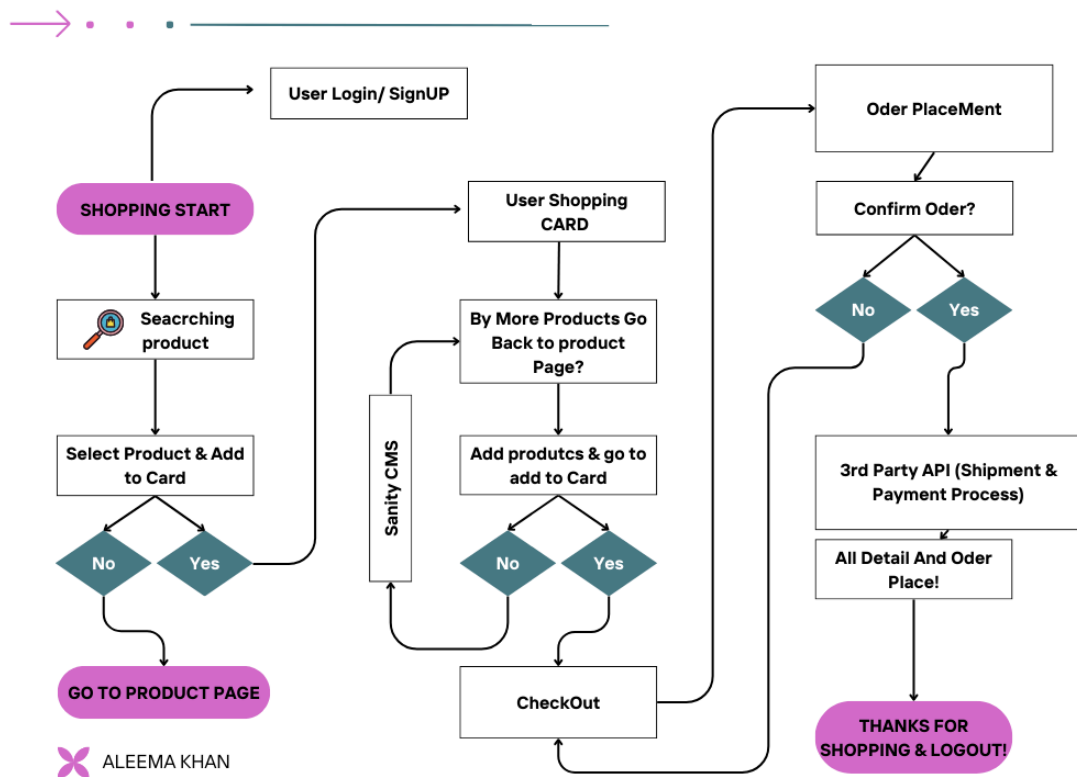 User Login/ SignUP
SHOPPING START
Seacrching
product
Select Product & Add
to Card
No
Yes
GO TO PRODUCT PAGE
User Shopping
CARD
By More Products Go
Back to product
Page?
Sanity CMS
Add produtcs & go to
add to Card
No
Yes
CheckOut
Oder PlaceMent
Confirm Oder?
No
Yes
3rd Party API (Shipment &
Payment Process)
All Detail And Oder
Place!
THANKS FOR
SHOPPING & LOGOUT!
ALEEMA KHAN